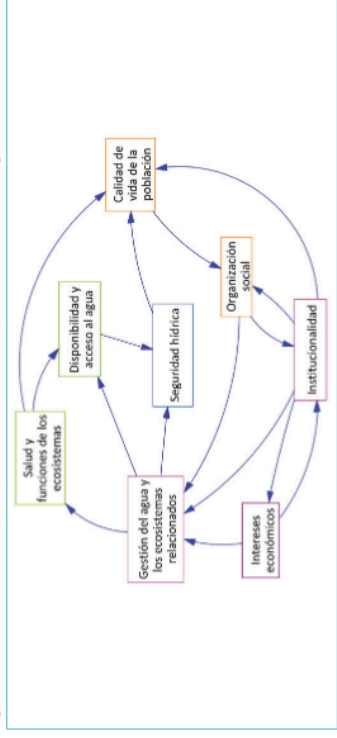 Salud y
funciones de los
ecosistemas
Disponibilidad y
acceso al agua
Calidad de
vida de la
población
Gestión del agua y
los ecosistemas
relacionados
Seguridad hídrica
Organización
social
Intereses
económicos
Institucionalidad